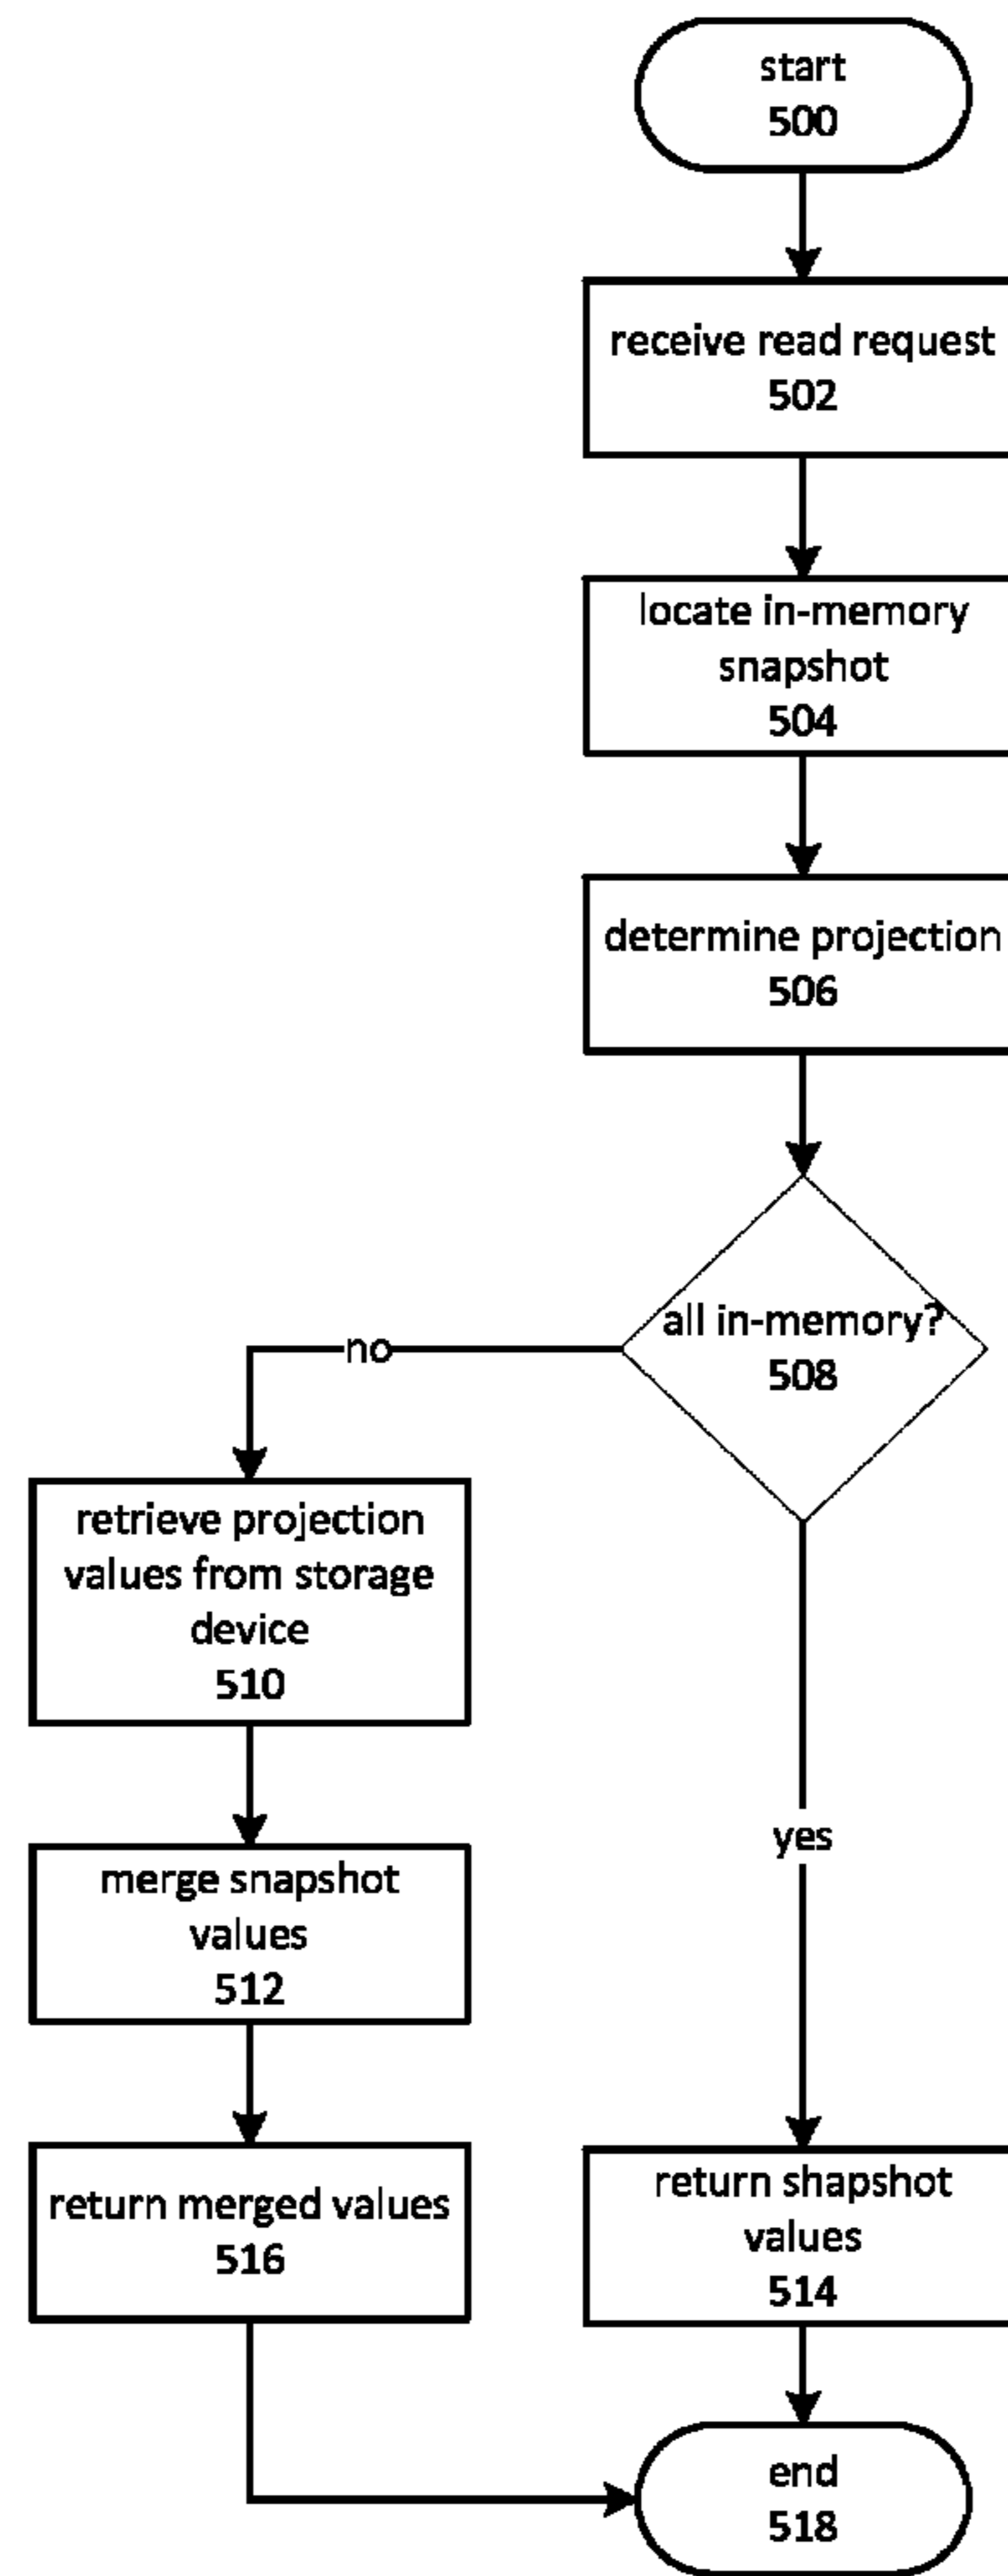 start
500
receive read request
502
locate in-memory
snapshot
504
determine projection
506
all in-memory?
508
no
retrieve projection
values from storage
device
510
merge snapshot
values
512
yes
return merged values
516
return shapshot
values
514
end
518